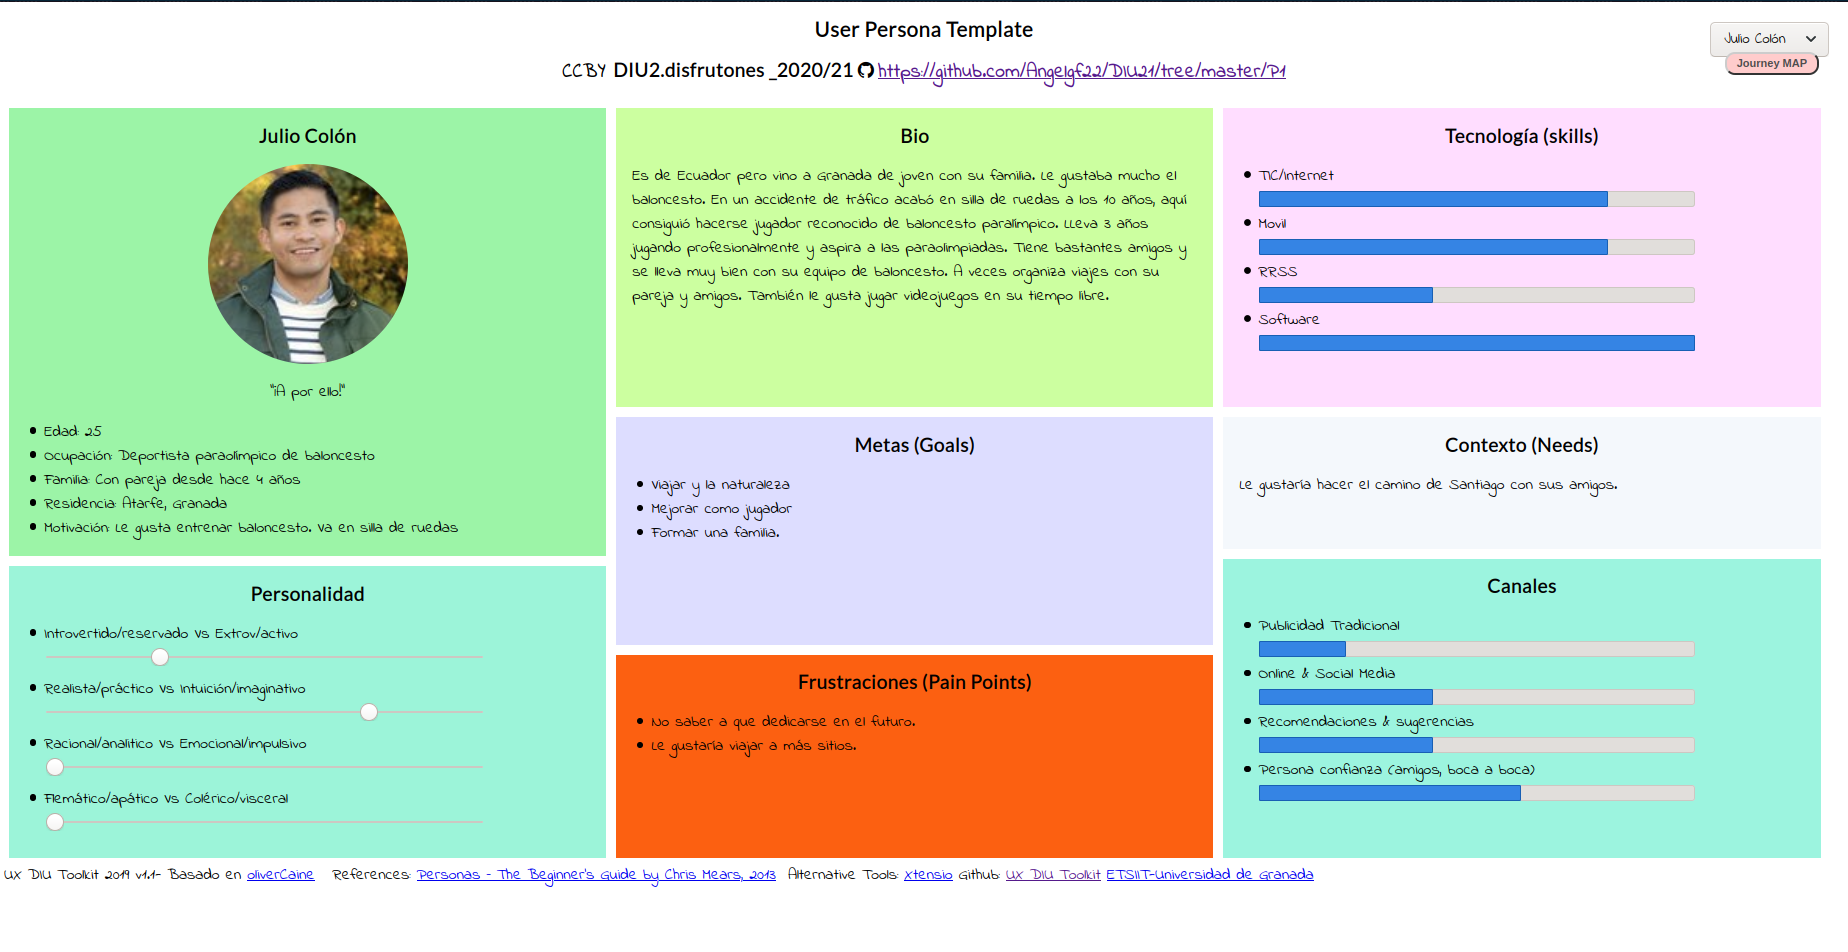 User Persona Template
CCBY DIU2.disfrutones _2020/21 https://github.com/Angelgf22/DIU21/tree/master/P1
Julio Colón
Journey MAP
Julio Colón
"¡A por ello!"
Edad: 25
Ocupación: Deportista paraolímpico de baloncesto
Familia: Con pareja desde hace 4 años
Residencia: Atarfe, Granada
Motivación: Le gusta entrenar baloncesto. Va en silla de ruedas
Personalidad
Introvertido/reservado Vs Extrov/activo
Realista/práctico Vs Intuición/imaginativo
Racional/analítico Vs Emocional/impulsivo
Flemático/apático Vs Colérico/visceral
Bio
Es de Ecuador pero vino a Granada de joven con su familia. Le gustaba mucho el
baloncesto. En un accidente de tráfico acabó en silla de ruedas a los 10 años, aquí
consiguió hacerse jugador reconocido de baloncesto paralímpico. LLeva 3 años
jugando profesionalmente y aspira a las paraolimpiadas. Tiene bastantes amigos y
se lleva muy bien con su equipo de baloncesto. A veces organiza viajes con su
pareja y amigos. También le gusta jugar videojuegos en su tiempo libre.
Metas (Goals)
Viajar y la naturaleza
Mejorar como jugador
Formar una familia.
Frustraciones (Pain Points)
No saber a que dedicarse en el futuro.
Le gustaría viajar a más sitios.
Tecnología (skills)
TIC/Internet
Movil
RRSS
Software
Contexto (Needs)
Le gustaría hacer el camino de Santiago con sus amigos.
Canales
Publicidad Tradicional
Online & Social Media
Recomendaciones & sugerencias
Persona confianza (amigos, boca a boca)
UX DIU Toolkit 2019 v1.1- Basado en oliverCaine References: Personas - The Beginner's Guide by Chris Mears, 2013 Alternative Tools: Xtensio Github: UX DIU Toolkit ETSIIT-Universidad de Granada